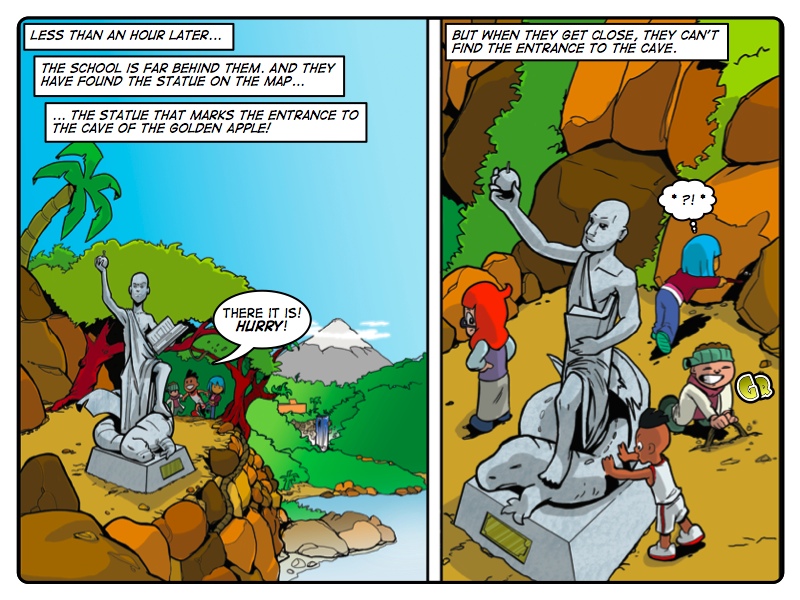 LESS THAN AN HOUR LATER...
THE SCHOOL IS FAR BEHIND THEM. AND THEY
HAVE FOUND THE STATUE ON THE MAP...
... THE STATUE THAT MARKS THE ENTRANCE TO
THE CAVE OF THE GOLDEN APPLE!
THERE IT IS!
HURRY!
BUT WHEN THEY GET CLOSE, THEY CAN'T
FIND THE ENTRANCE TO THE CAVE.
* ?! *